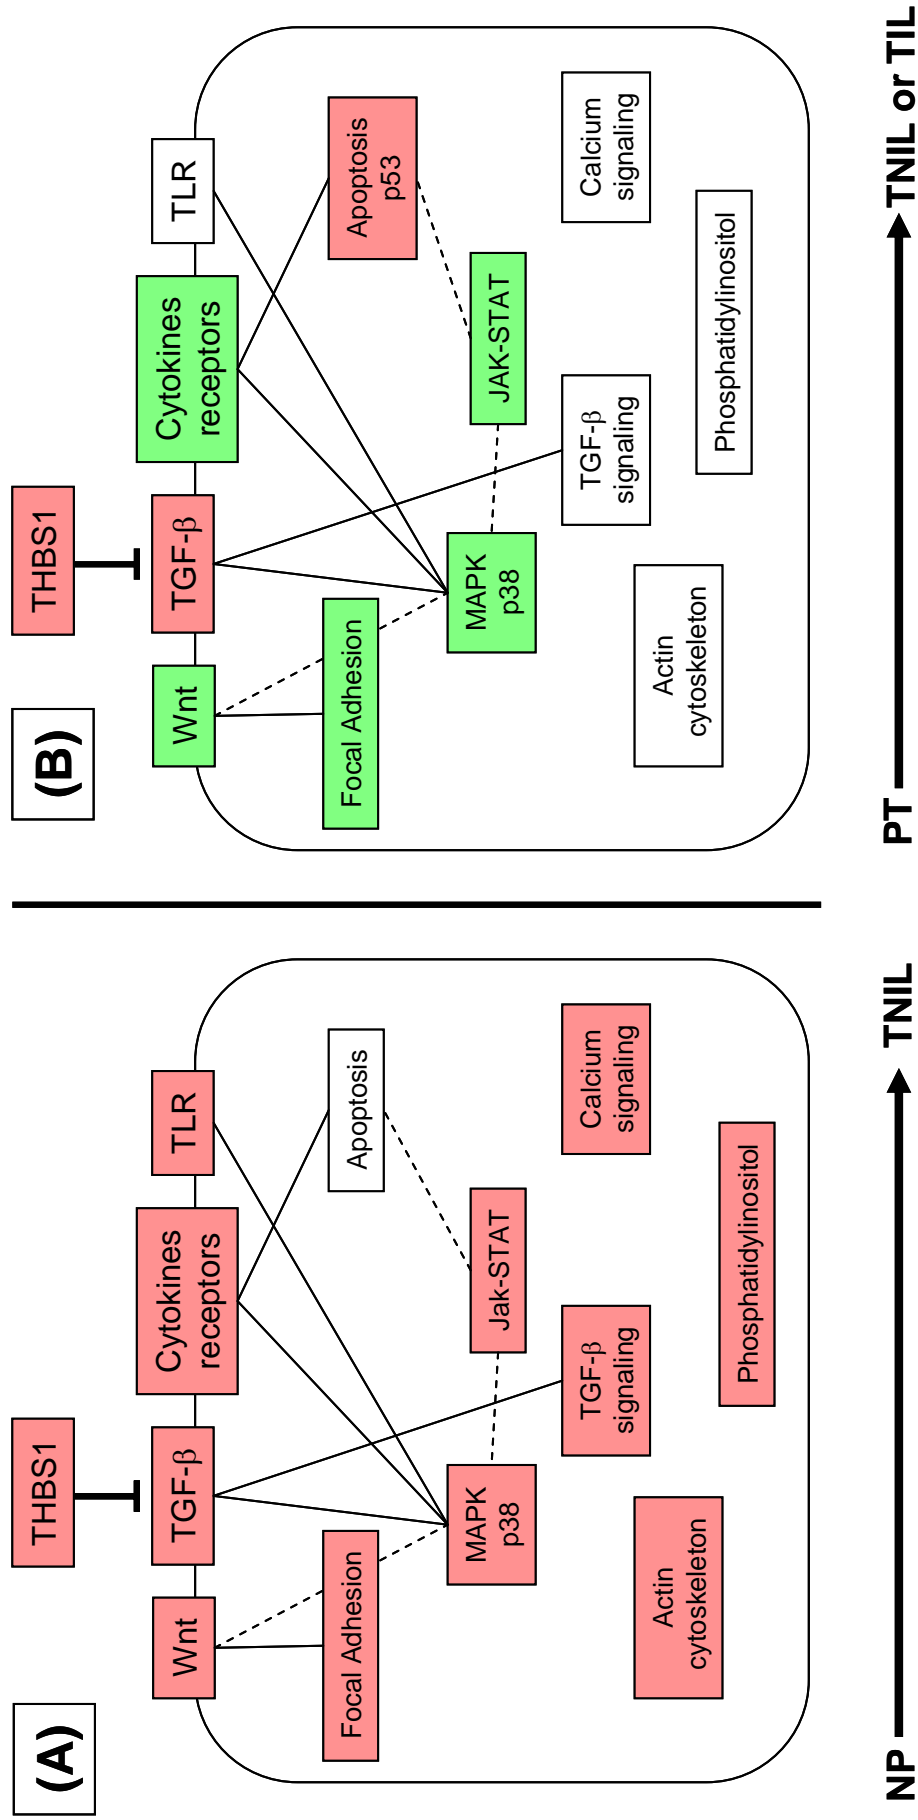 (A)
THBS1
Wnt
TGF-β
Cytokines
receptors
TLR
Focal Adhesion
Apoptosis
MAPK
p38
Jak-STAT
TGF-β
signaling
Calcium
signaling
Actin
cytoskeleton
Phosphatidylinositol
NP
TNIL
(B)
THBS1
Wnt
TGF-β
Cytokines
receptors
TLR
Focal Adhesion
Apoptosis
p53
MAPK
p38
JAK-STAT
TGF-β
signaling
Calcium
signaling
Actin
cytoskeleton
Phosphatidylinositol
PT
TNIL or TIL